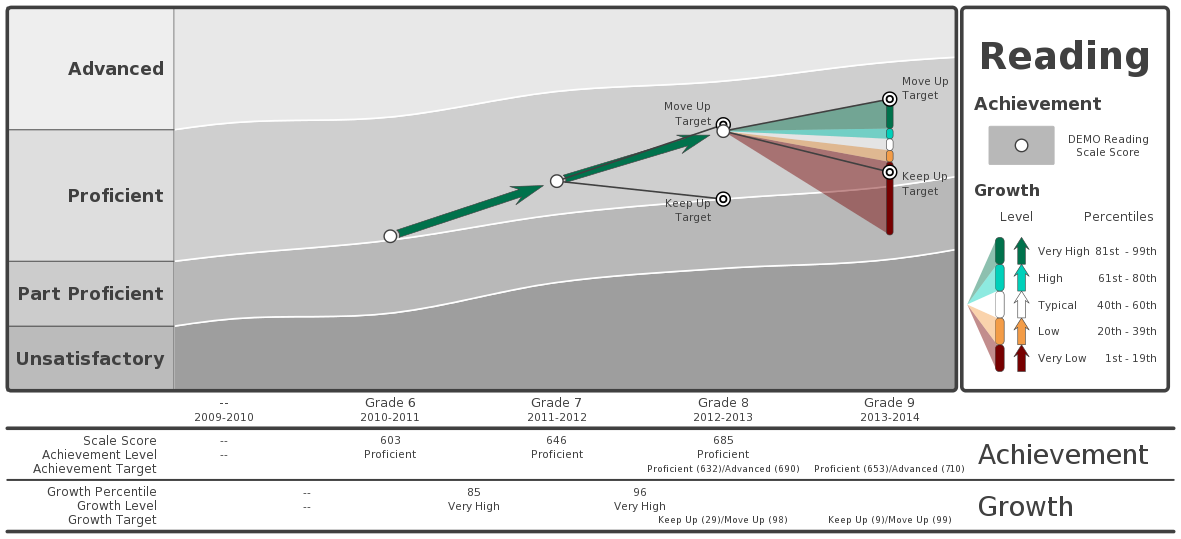 Advanced
Proficient
Part Proficient
Unsatisfactory
Move Up
Target
Keep Up
Target
Move Up
Target
Keep Up
Target
Reading
Achievement
DEMO Reading
Scale Score
Growth
Level Percentiles
Very High 81st - 99th
High 61st - 80th
Typical 40th - 60th
Low 20th - 39th
Very Low 1st - 19th
-- Grade 6 Grade 7 Grade 8 Grade 9
2009-2010 2010-2011 2011-2012 2012-2013 2013-2014
Scale Score -- 603 646 685
Achievement Level -- Proficient Proficient Proficient
Achievement Target Proficient (632)/Advanced (690) Proficient (653)/Advanced (710)
Achievement
Growth Percentile -- 85 96
Growth Level -- Very High Very High
Growth Target Keep Up (29)/Move Up (98) Keep Up (9)/Move Up (99)
Growth